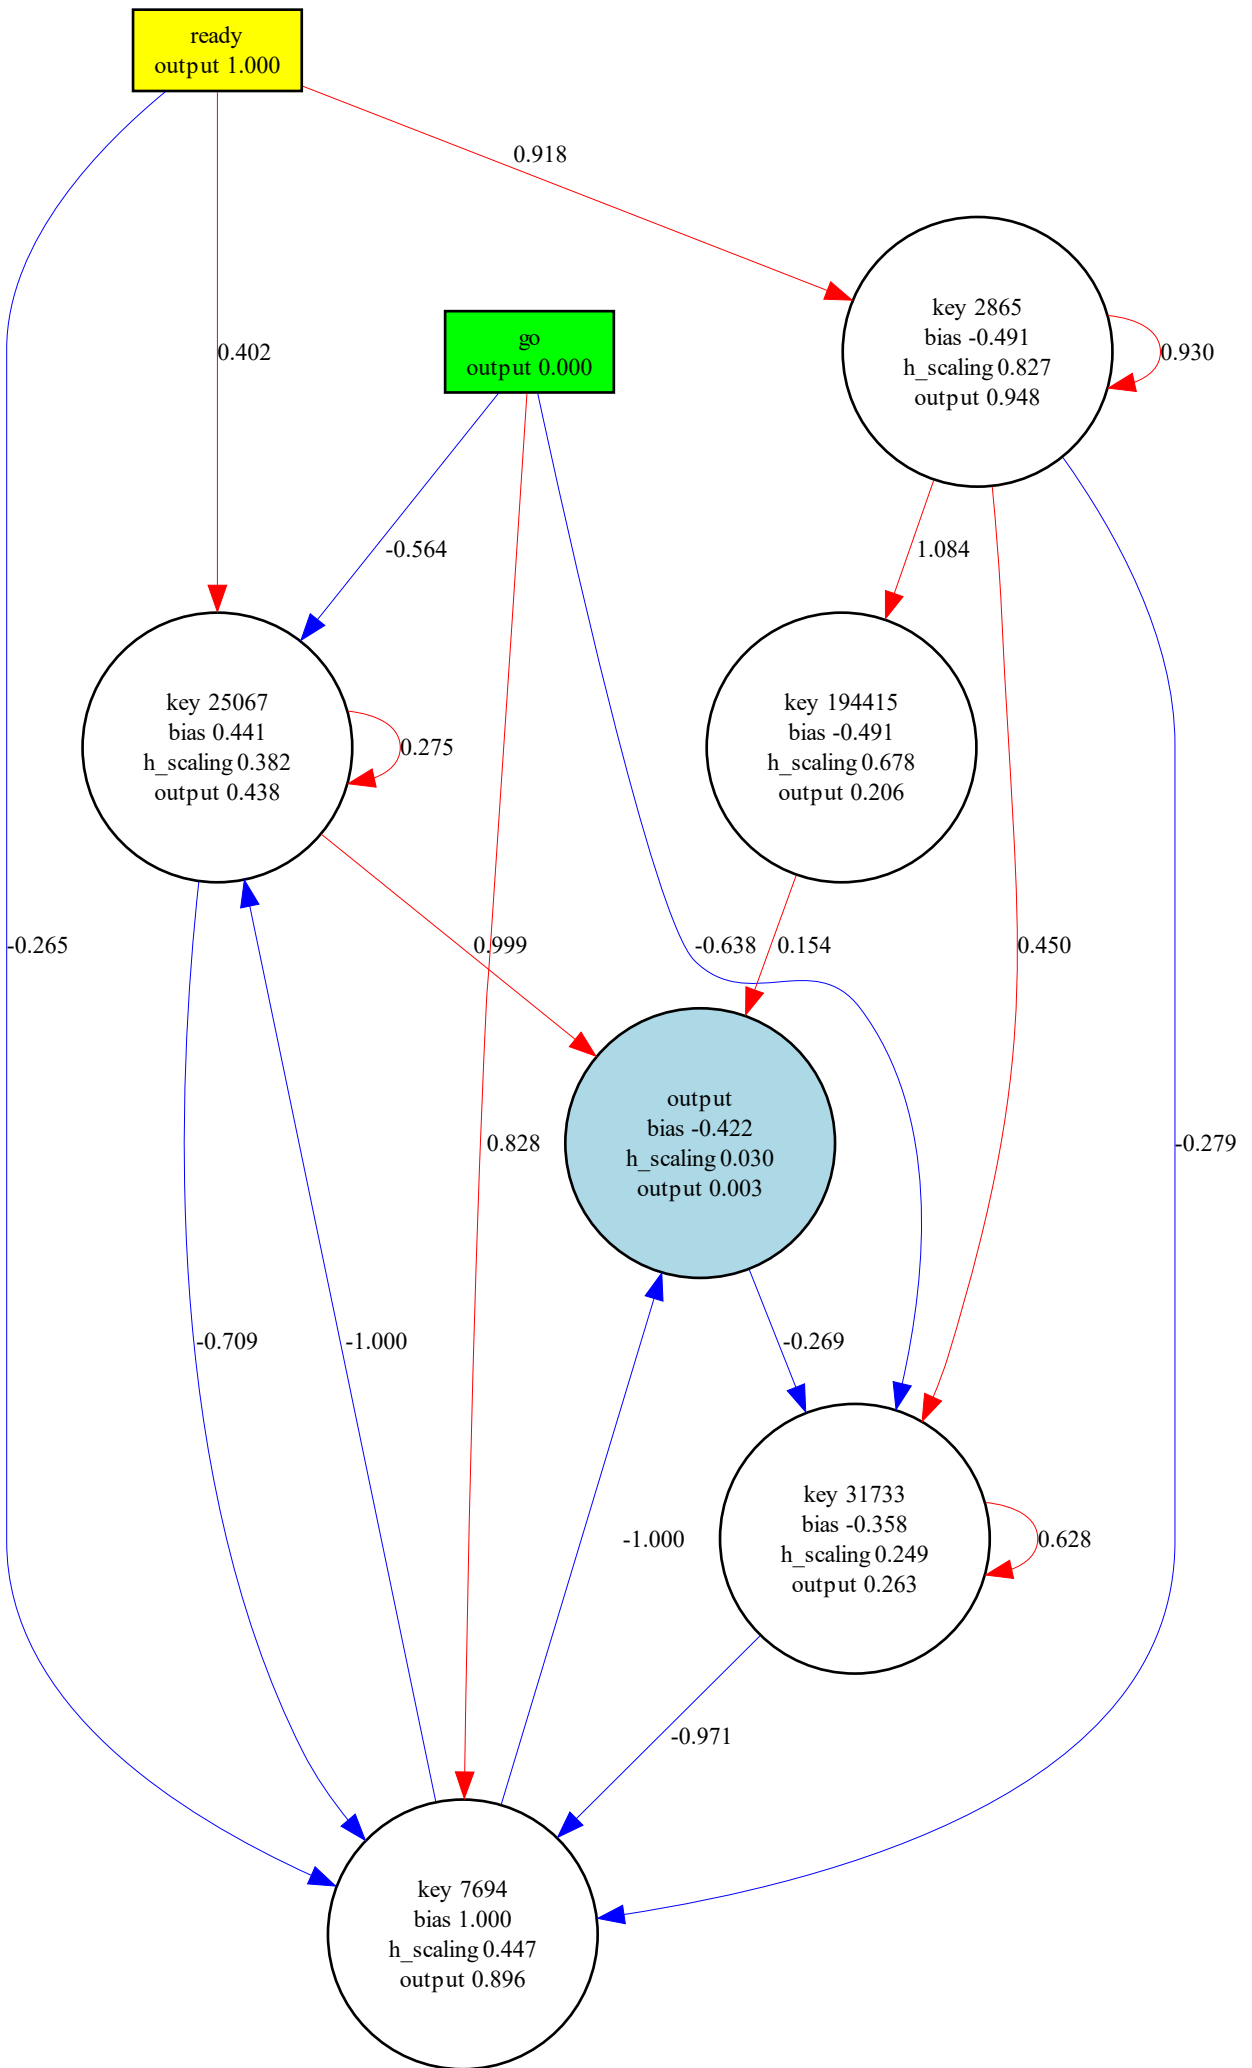 ready
output 1.000
0.918
key 2865
bias -0.491
h_scaling 0.827
output 0.948
0.930
0.402
go
output 0.000
-0.564
1.084
key 25067
bias 0.441
h_scaling 0.382
output 0.438
0.275
key 194415
bias -0.491
h_scaling 0.678
output 0.206
-0.265
0.999
-0.638
0.154
0.450
output
bias -0.422
h_scaling 0.030
output 0.003
0.828
-0.279
-0.709
-1.000
-0.269
key 31733
bias -0.358
h_scaling 0.249
output 0.263
0.628
-1.000
-0.971
key 7694
bias 1.000
h_scaling 0.447
output 0.896